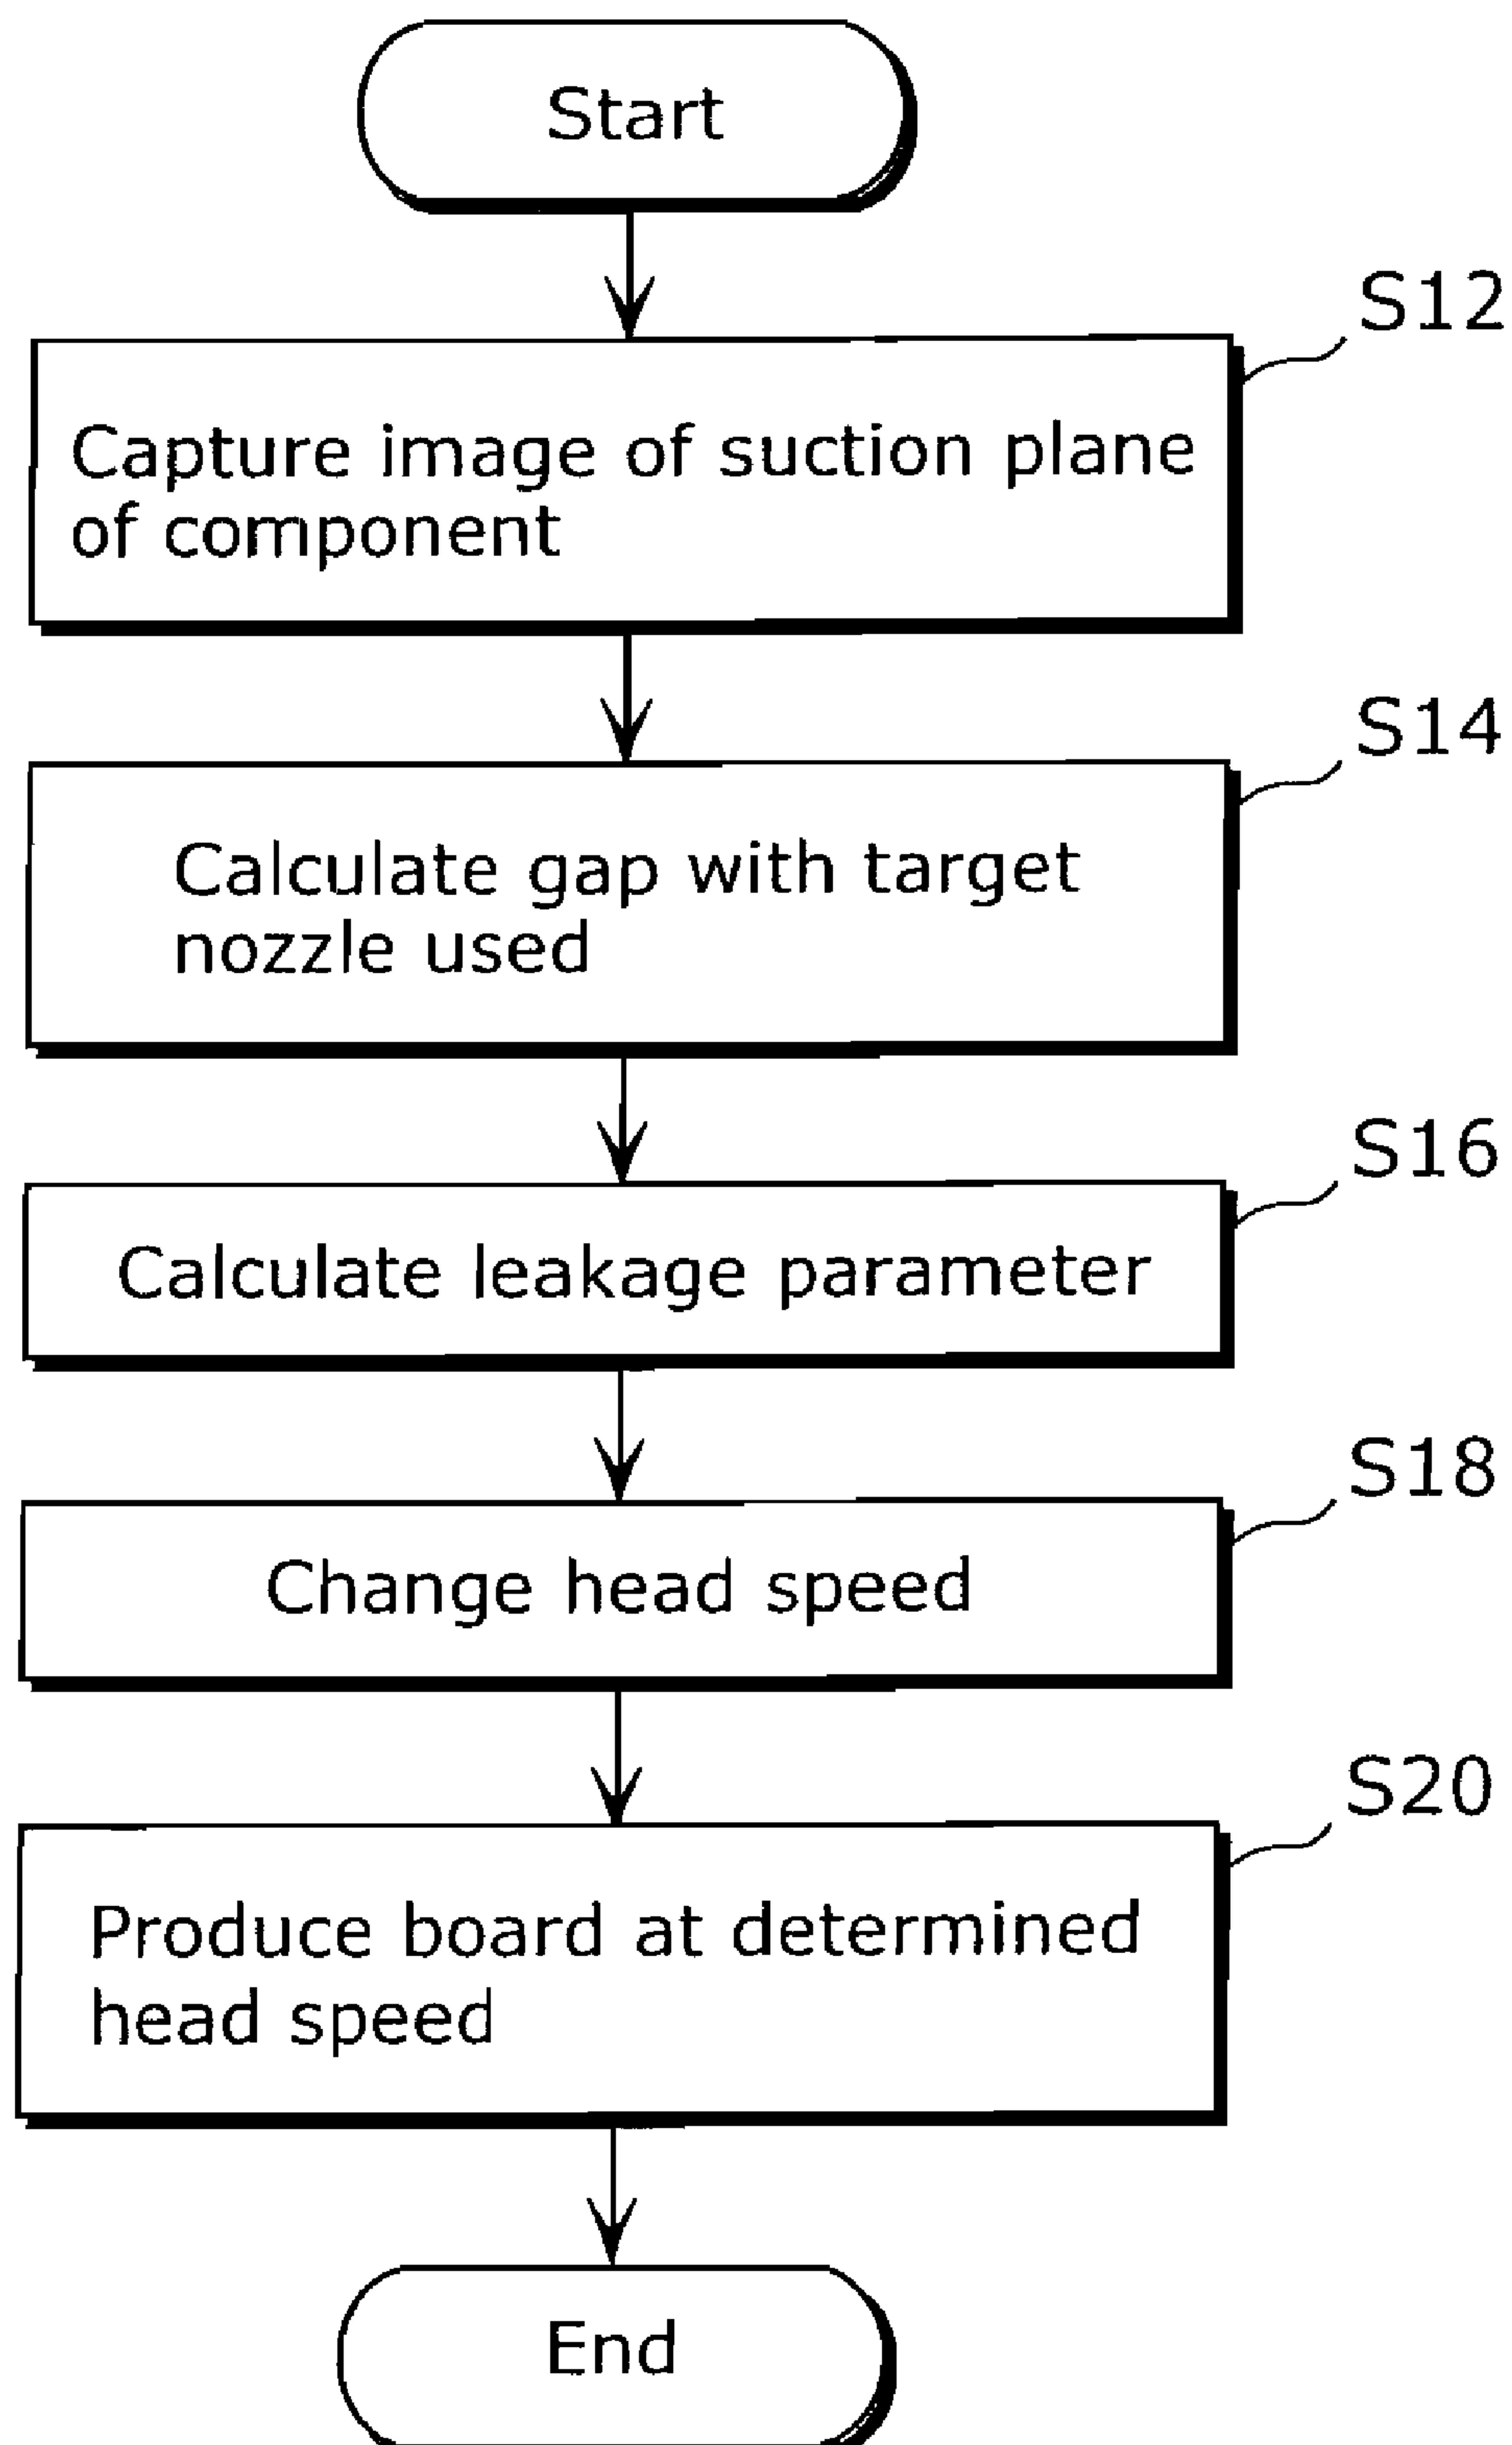 Start
S12
Capture image of suction plane
of component
S14
Calculate gap with target
nozzle used
S16
Calculate leakage parameter
S18
Change head speed
S20
Produce board at determined
head speed
End